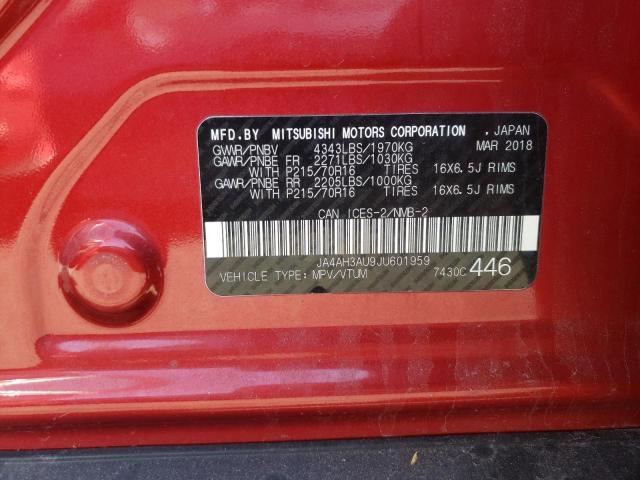 MFD.BY MITSUBISHI MOTORS CORPORATION . JAPAN
GVWR/PNBV 4343LBS/1970KG MAR 2018
GAWR/PNBE FR 2271LBS/1030KG
WITH P215/70R16 TIRES 16X6.5J RIMS
GAWR/PNBE RR 2205LBS/1000KG
WITH P215/70R16 TIRES 16X6.5J RIMS
CAN ICES-2/NMB-2
JA4AH3AU9JU601959
VEHICLE TYPE: MPV/VTUM 7430C 446